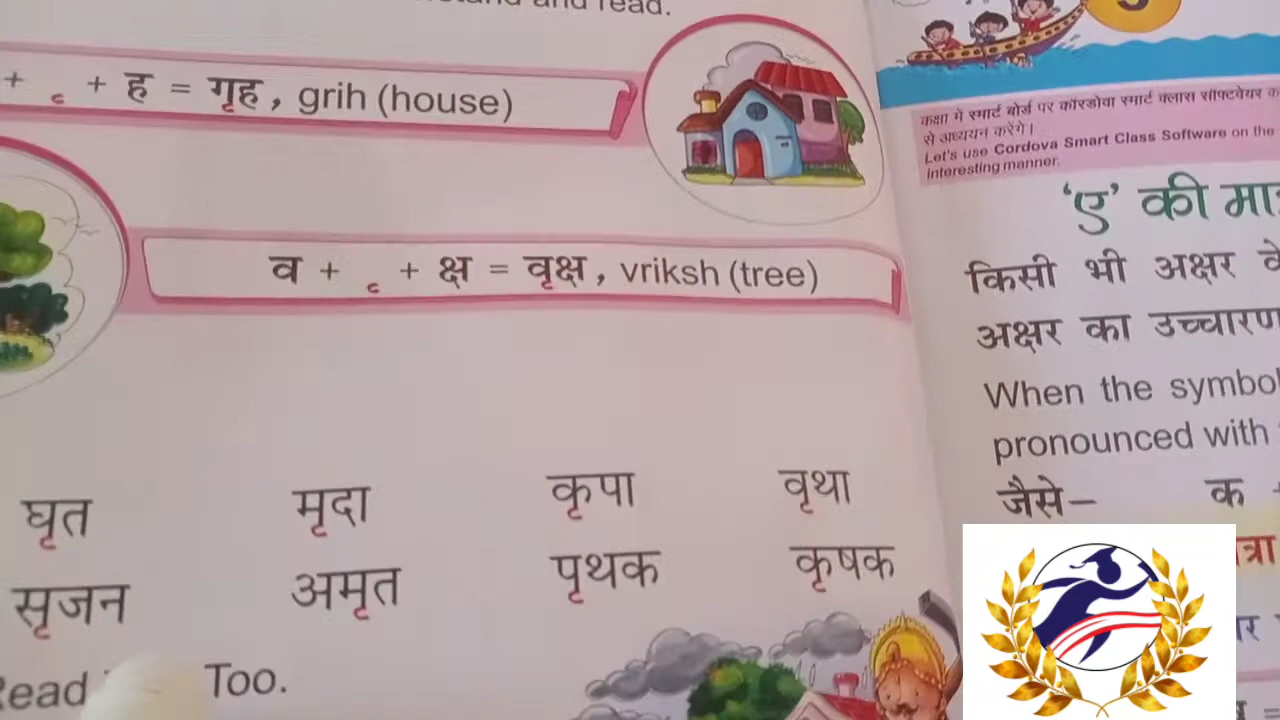 and read.
+ ृ + ह = गृह, grih (house)
व + ृ + क्ष = वृक्ष, vriksh (tree)
घृत मृदा कृपा वृथा
सृजन अमृत पृथक कृषक
Read Too.
कक्षा में स्मार्ट बोर्ड पर कॉरडोवा स्मार्ट क्लास सॉफ्टवेयर
से अध्ययन करेंगे।
Let's use Cordova Smart Class Software on the
interesting manner.
'ए' की
किसी भी अक्षर
अक्षर का उच्चारण
When the symbol
pronounced with
जैसे– क